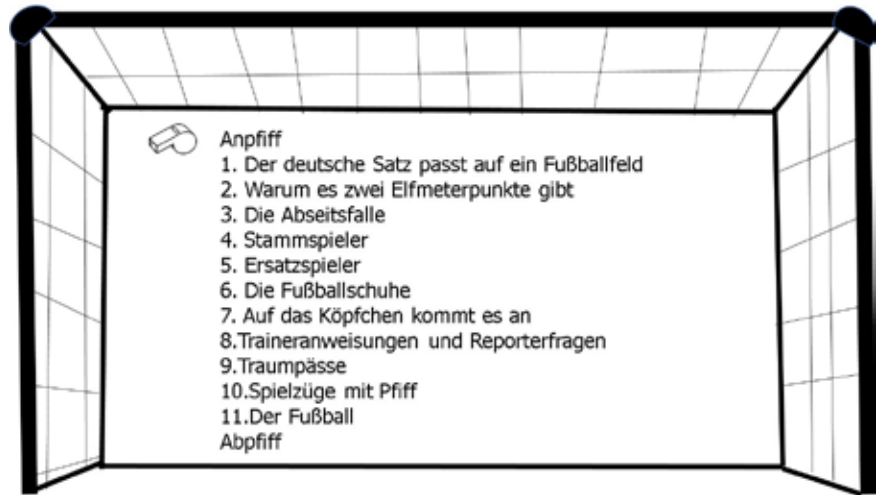 Anpfiff
1. Der deutsche Satz passt auf ein Fußballfeld
2. Warum es zwei Elfmeterpunkte gibt
3. Die Abseitsfalle
4. Stammspieler
5. Ersatzspieler
6. Die Fußballschuhe
7. Auf das Köpfchen kommt es an
8.Traineranweisungen und Reporterfragen
9.Traumpässe
10.Spielzüge mit Pfiff
11.Der Fußball
Abpfiff